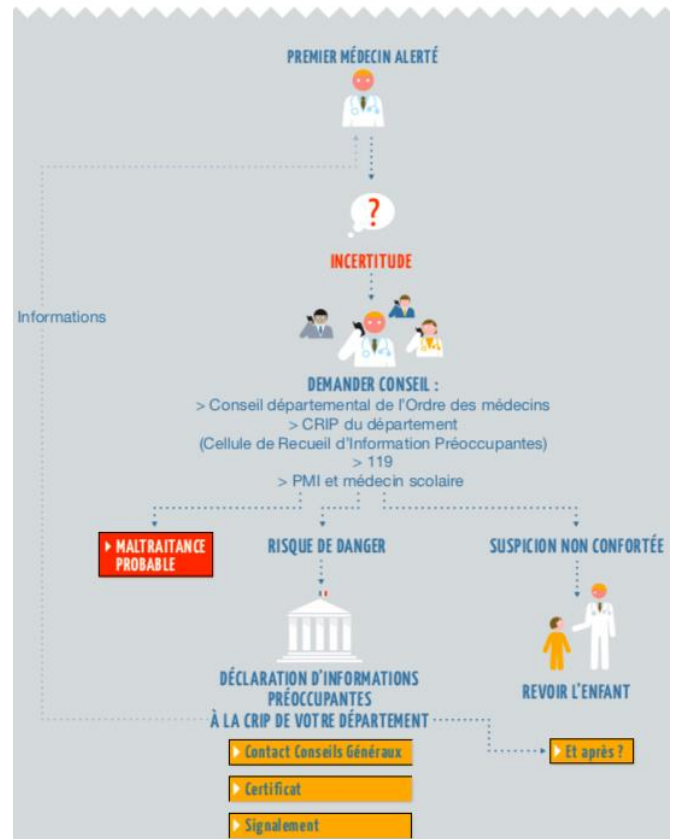 PREMIER MÉDECIN ALERTÉ
?
INCERTITUDE
Informations
DEMANDER CONSEIL :
> Conseil départemental de l'Ordre des médecins
> CRIP du département
(Cellule de Recueil d'Information Préoccupantes)
> 119
> PMI et médecin scolaire
MALTRAITANCE
PROBABLE
RISQUE DE DANGER
SUSPICION NON CONFORTÉE
DÉCLARATION D'INFORMATIONS
PRÉOCCUPANTES
À LA CRIP DE VOTRE DÉPARTEMENT
REVOIR L'ENFANT
Contact Conseils Généraux
Et après ?
Certificat
Signalement